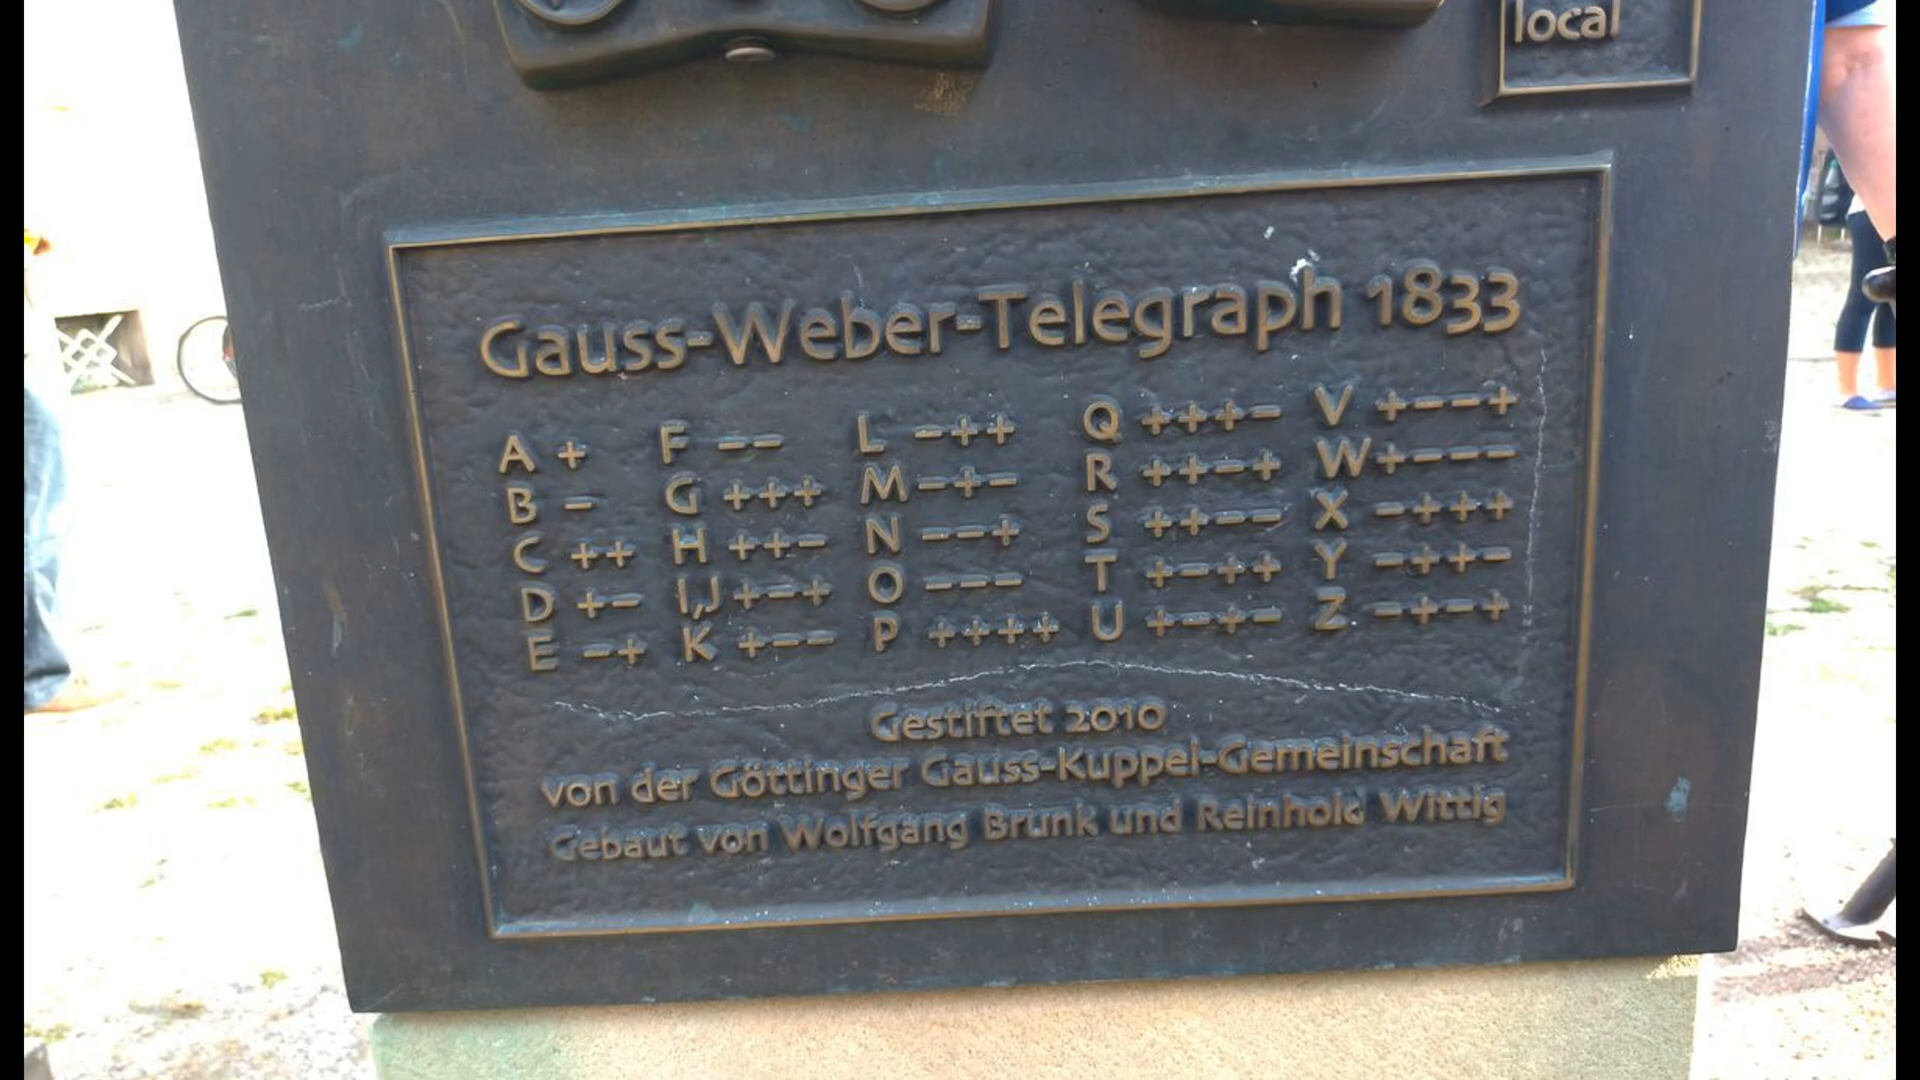 local
Gauss-Weber-Telegraph 1833
A + F -- L -++ Q +++- V +--+
B - G +++ M -+- R ++-+ W +---
C ++ H ++- N --+ S ++-- X -+++
D +- I,J +-+ O --- T +-++ Y -++-
E -+ K +-- P ++++ U +-+- Z -+-+
Gestiftet 2010
von der Göttinger Gauss-Kuppel-Gemeinschaft
Gebaut von Wolfgang Brunk und Reinhold Wittig